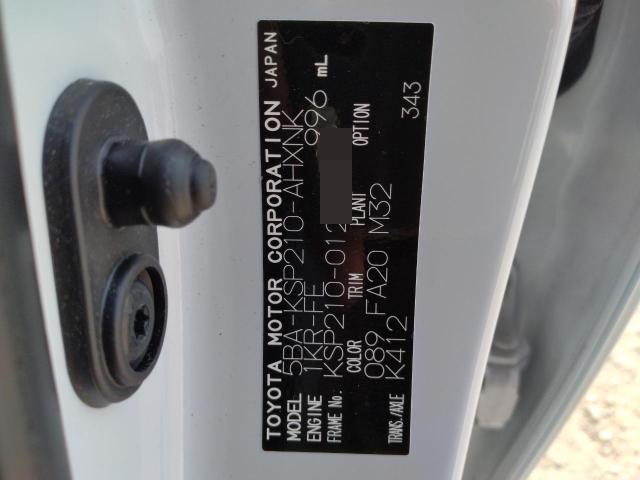 TOYOTA MOTOR CORPORATION JAPAN
MODEL 5BA-KSP210-AHXNK
ENGINE 1KR-FE 996 mL
FRAME No. KSP210-012
COLOR TRIM PLANT OPTION
089 FA20 M32
TRANS./AXLE K412 343